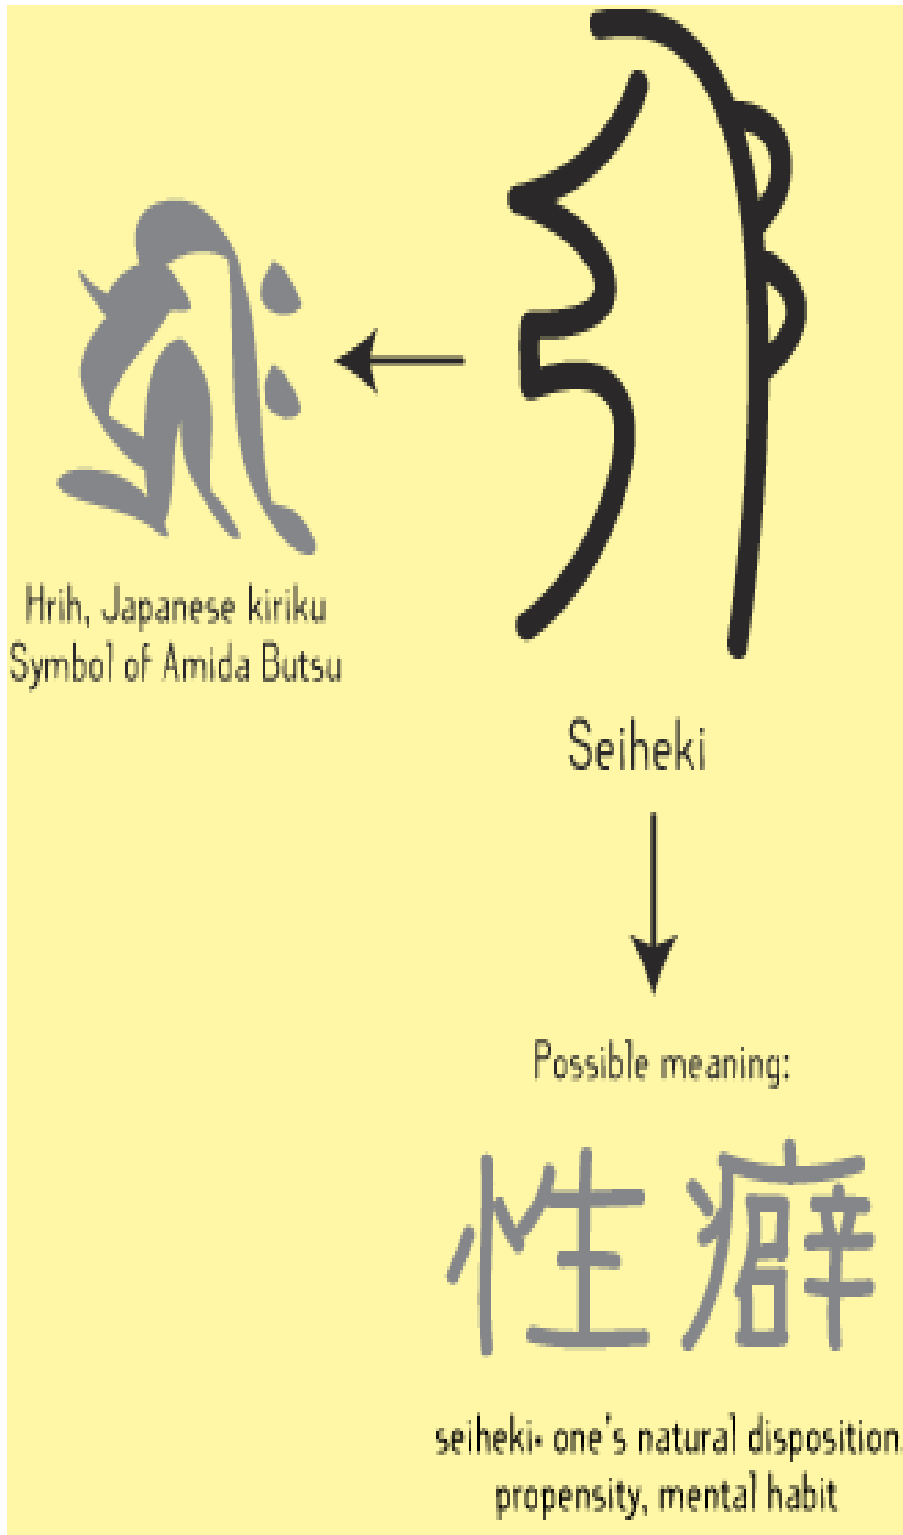 Hrih, Japanese kiriku
Symbol of Amida Butsu
Seiheki
Possible meaning:
性癖
seiheki• one's natural disposition,
propensity, mental habit